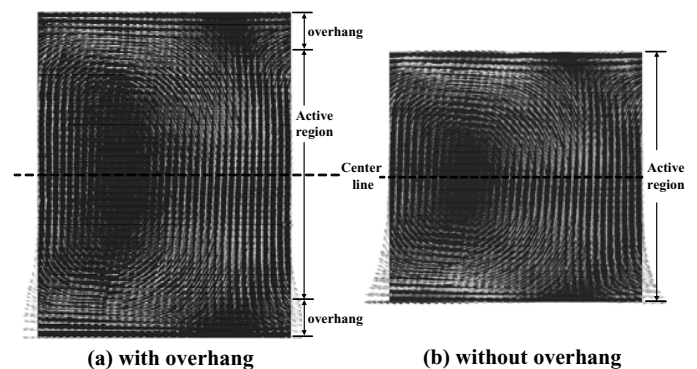 overhang
Active
region
Center
line
Active
region
overhang
(a) with overhang
(b) without overhang